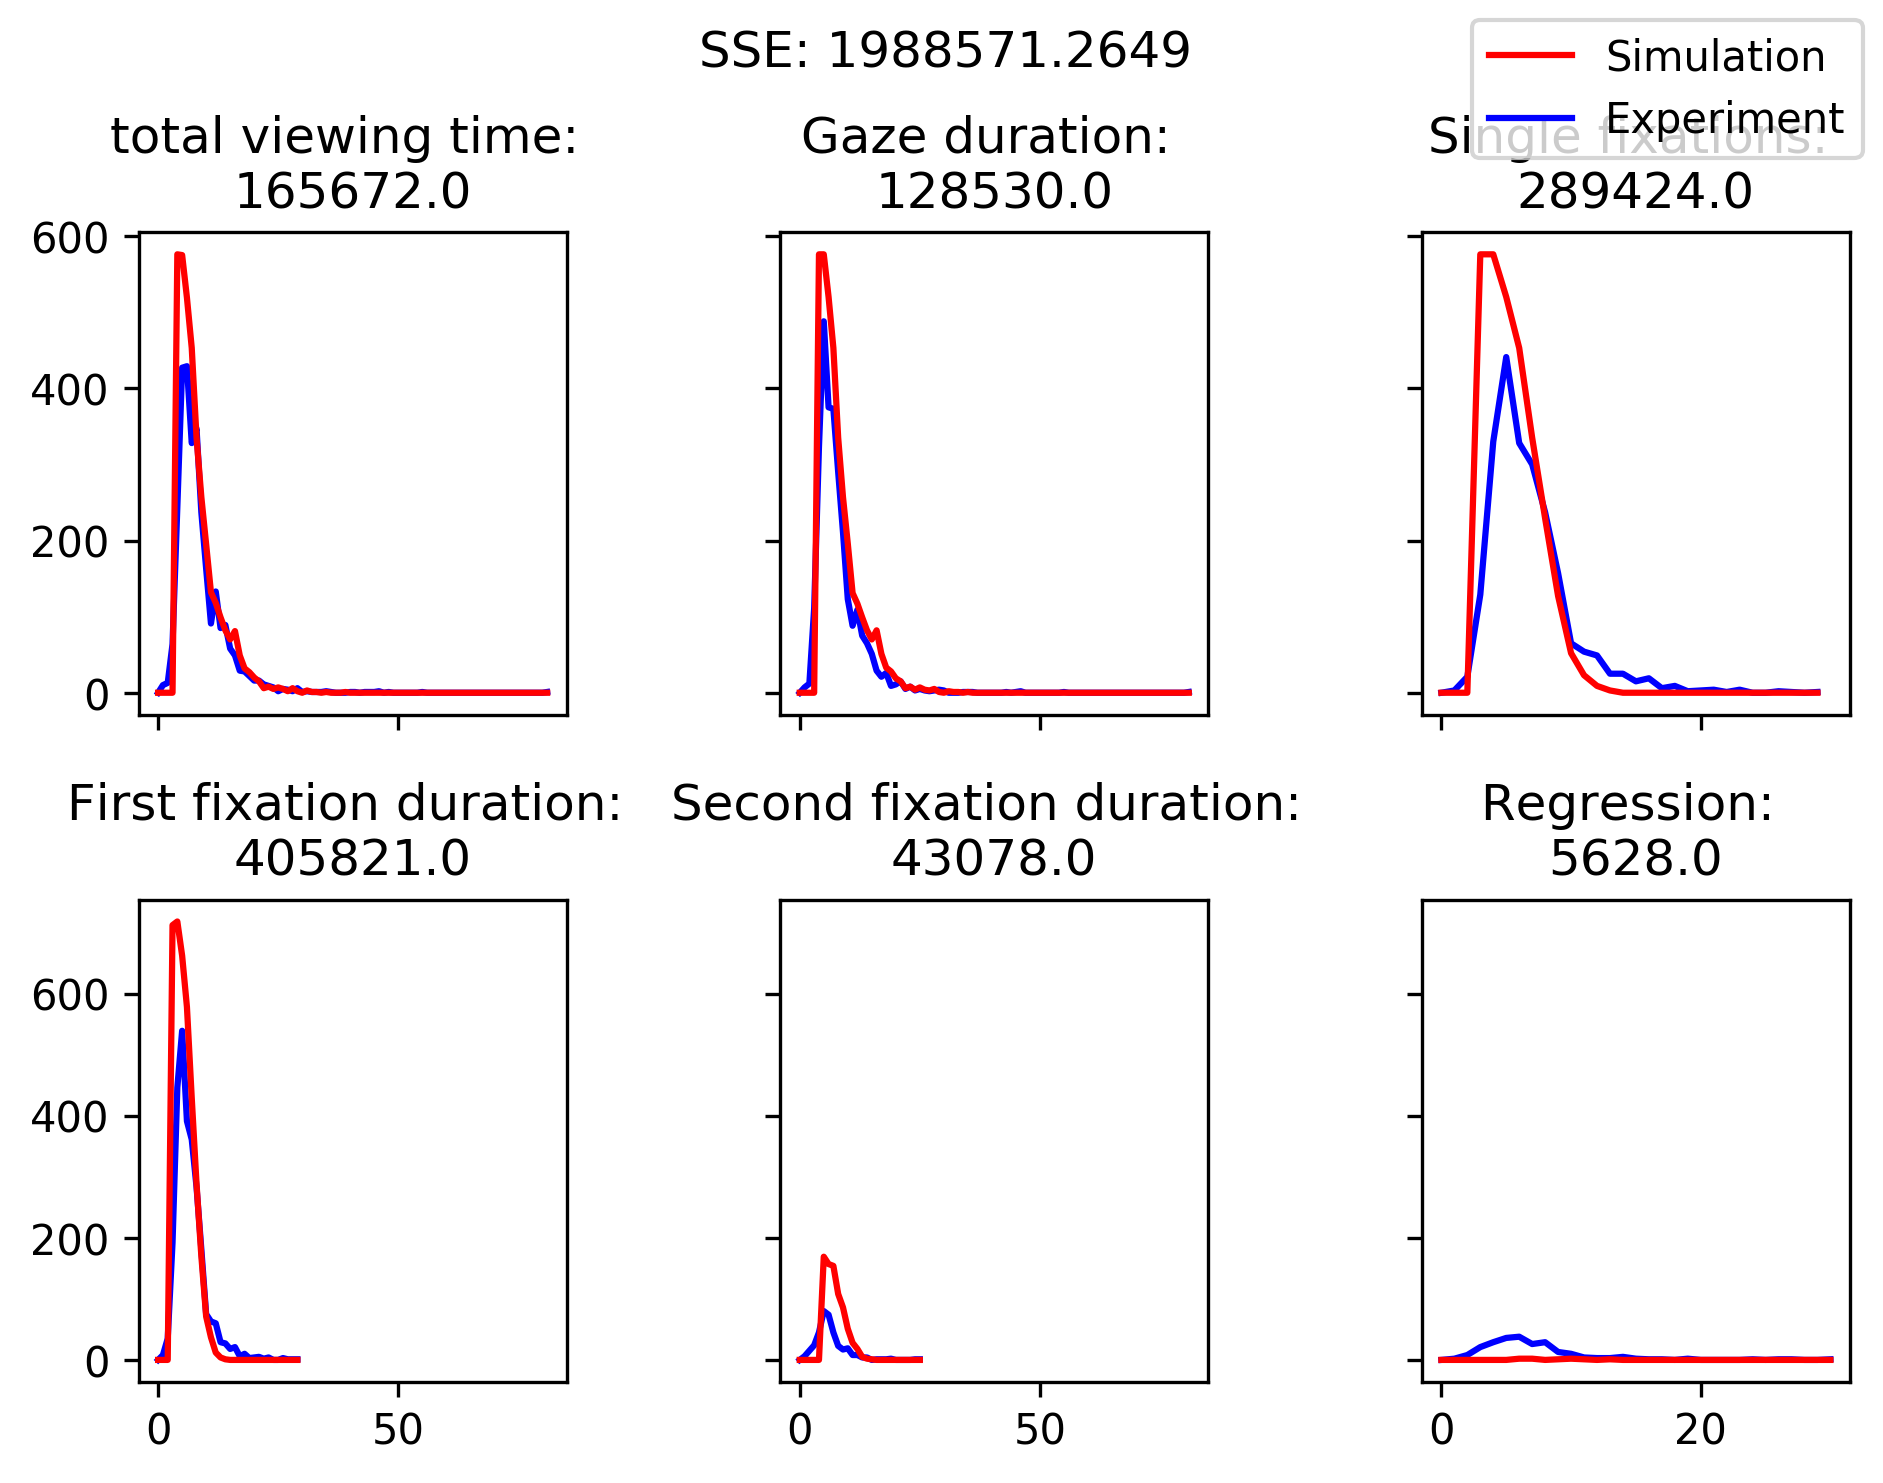 SSE: 1988571.2649
Simulation
Experiment
total viewing time:
165672.0
Gaze duration:
128530.0
Single fixations:
289424.0
600
400
200
0
First fixation duration:
405821.0
Second fixation duration:
43078.0
Regression:
5628.0
600
400
200
0
0 50
0 50
0 20